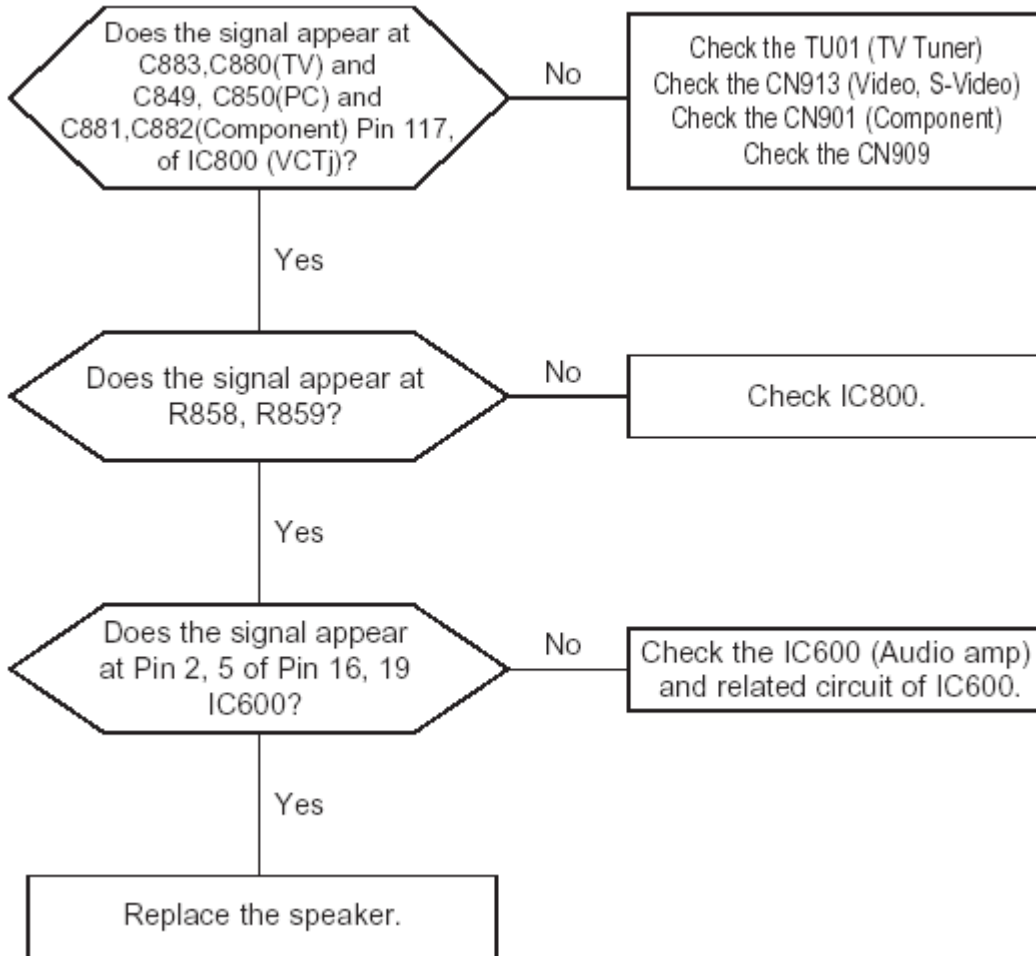 Does the signal appear at
C883,C880(TV) and
C849, C850(PC) and
C881,C882(Component) Pin 117,
of IC800 (VCTj)?
No
Check the TU01 (TV Tuner)
Check the CN913 (Video, S-Video)
Check the CN901 (Component)
Check the CN909
Yes
Does the signal appear at
R858, R859?
No
Check IC800.
Yes
Does the signal appear
at Pin 2, 5 of Pin 16, 19
IC600?
No
Check the IC600 (Audio amp)
and related circuit of IC600.
Yes
Replace the speaker.